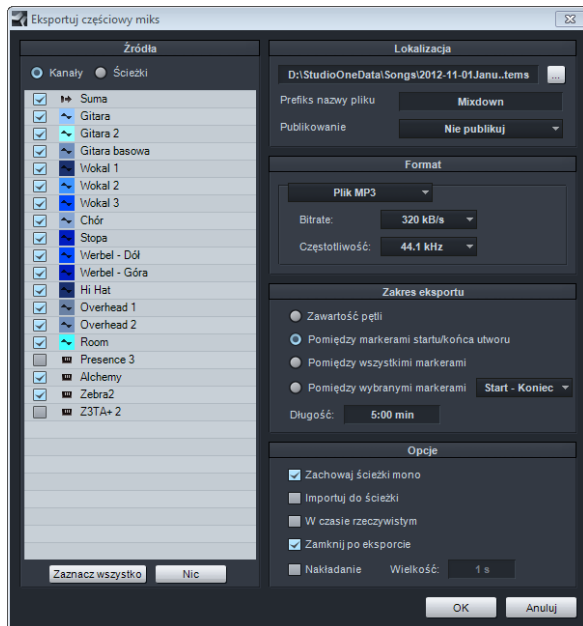 Eksportuj częściowy miks
Źródła
Kanały Ścieżki
Suma
Gitara
Gitara 2
Gitara basowa
Wokal 1
Wokal 2
Wokal 3
Chór
Stopa
Werbel - Dół
Werbel - Góra
Hi Hat
Overhead 1
Overhead 2
Room
Presence 3
Alchemy
Zebra2
Z3TA+ 2
Zaznacz wszystko Nic
Lokalizacja
D:\StudioOneData\Songs\2012-11-01Janu..tems ...
Prefiks nazwy pliku Mixdown
Publikowanie Nie publikuj
Format
Plik MP3
Bitrate: 320 kB/s
Częstotliwość: 44.1 kHz
Zakres eksportu
Zawartość pętli
Pomiędzy markerami startu/końca utworu
Pomiędzy wszystkimi markerami
Pomiędzy wybranymi markerami Start - Koniec
Długość: 5:00 min
Opcje
Zachowaj ścieżki mono
Importuj do ścieżki
W czasie rzeczywistym
Zamknij po eksporcie
Nakładanie Wielkość: 1 s
OK Anuluj